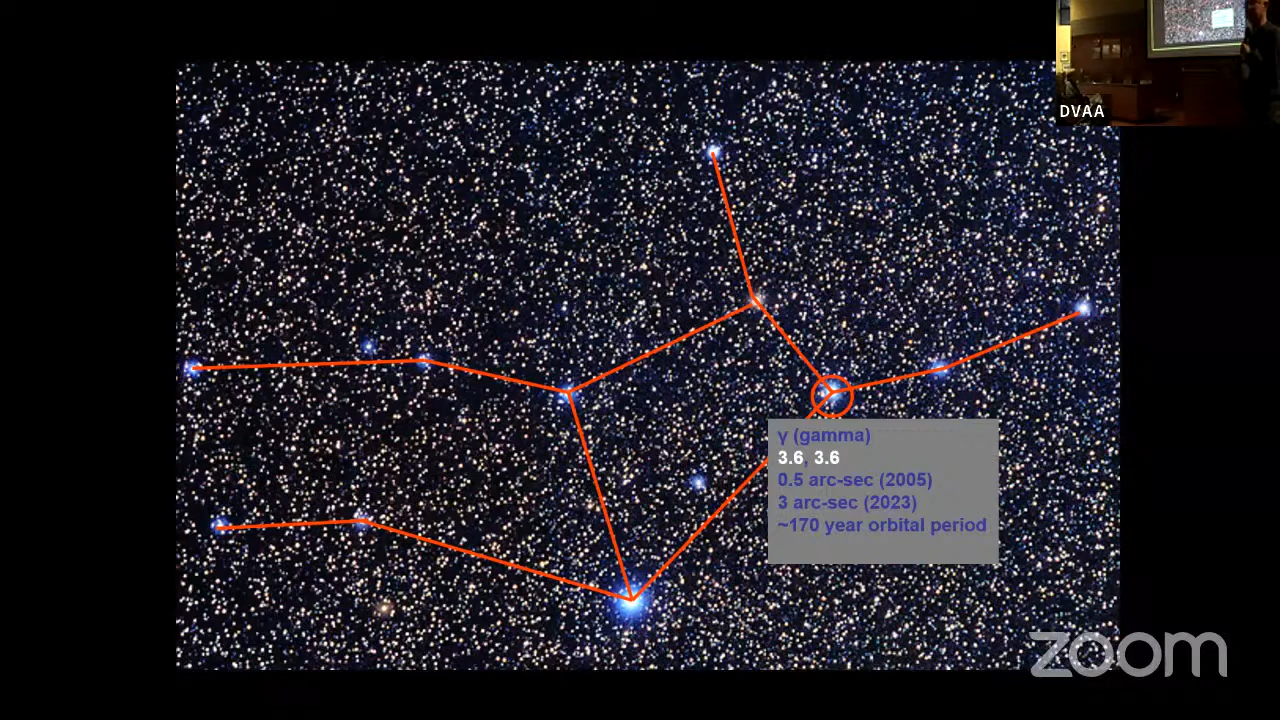 DVAA
γ (gamma)
3.6, 3.6
0.5 arc-sec (2005)
3 arc-sec (2023)
~170 year orbital period
zoom